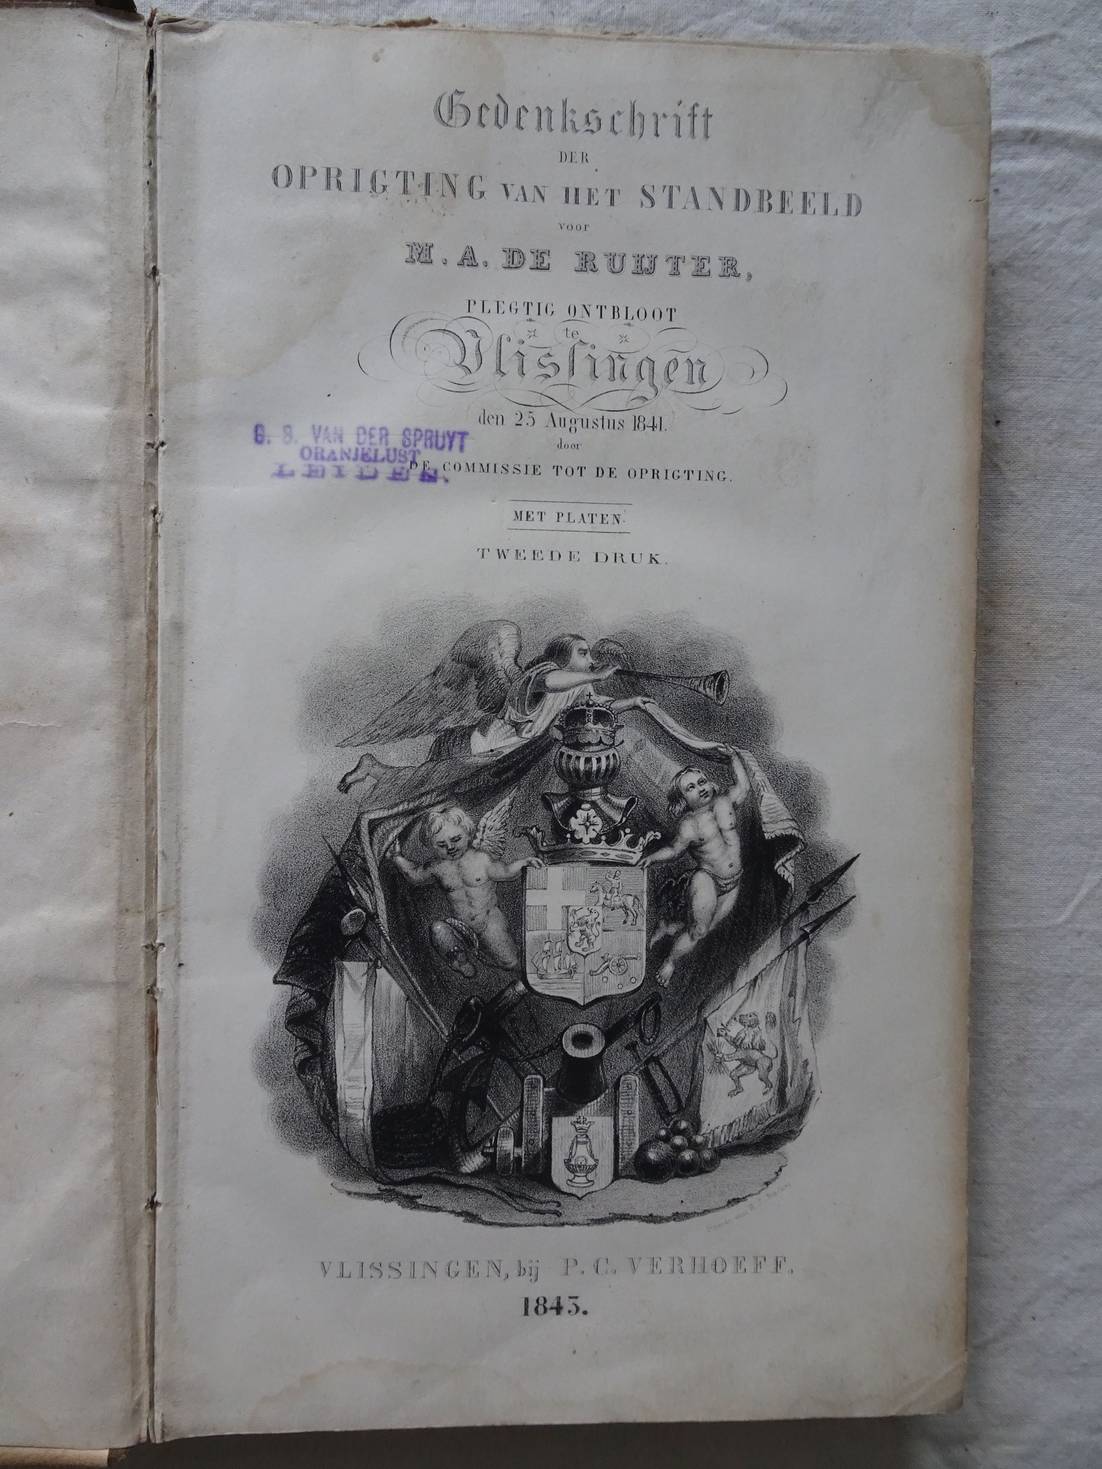 Gedenkschrift
DER
OPRIGTING VAN HET STANDBEELD
voor
M. A. DE RUIJTER,
PLEGTIG ONTBLOOT
te
Vlissingen
den 25 Augustus 1841.
door
DE COMMISSIE TOT DE OPRIGTING.
G. S. VAN DER SPRUYT
ORANJELUST
LEIDEN.
MET PLATEN
TWEEDE DRUK.
VLISSINGEN, bij P. C. VERHOEFF.
1843.